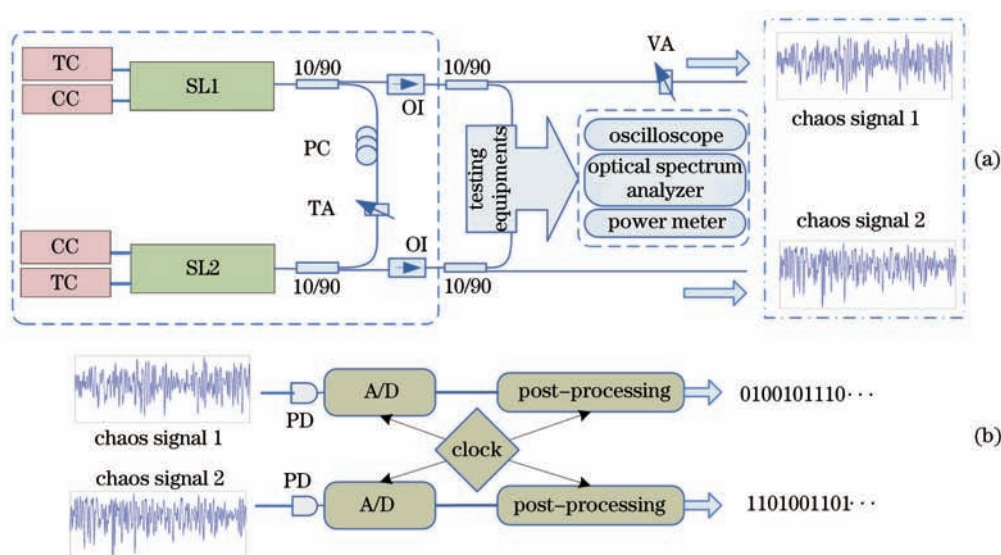 TC
CC
SL1
10/90
OI
10/90
VA
chaos signal 1
PC
TA
testing
equipments
oscilloscope
optical spectrum
analyzer
power meter
(a)
chaos signal 2
CC
TC
SL2
10/90
OI
10/90
chaos signal 1
PD
A/D
post-processing
0100101110···
clock
(b)
chaos signal 2
PD
A/D
post-processing
1101001101···